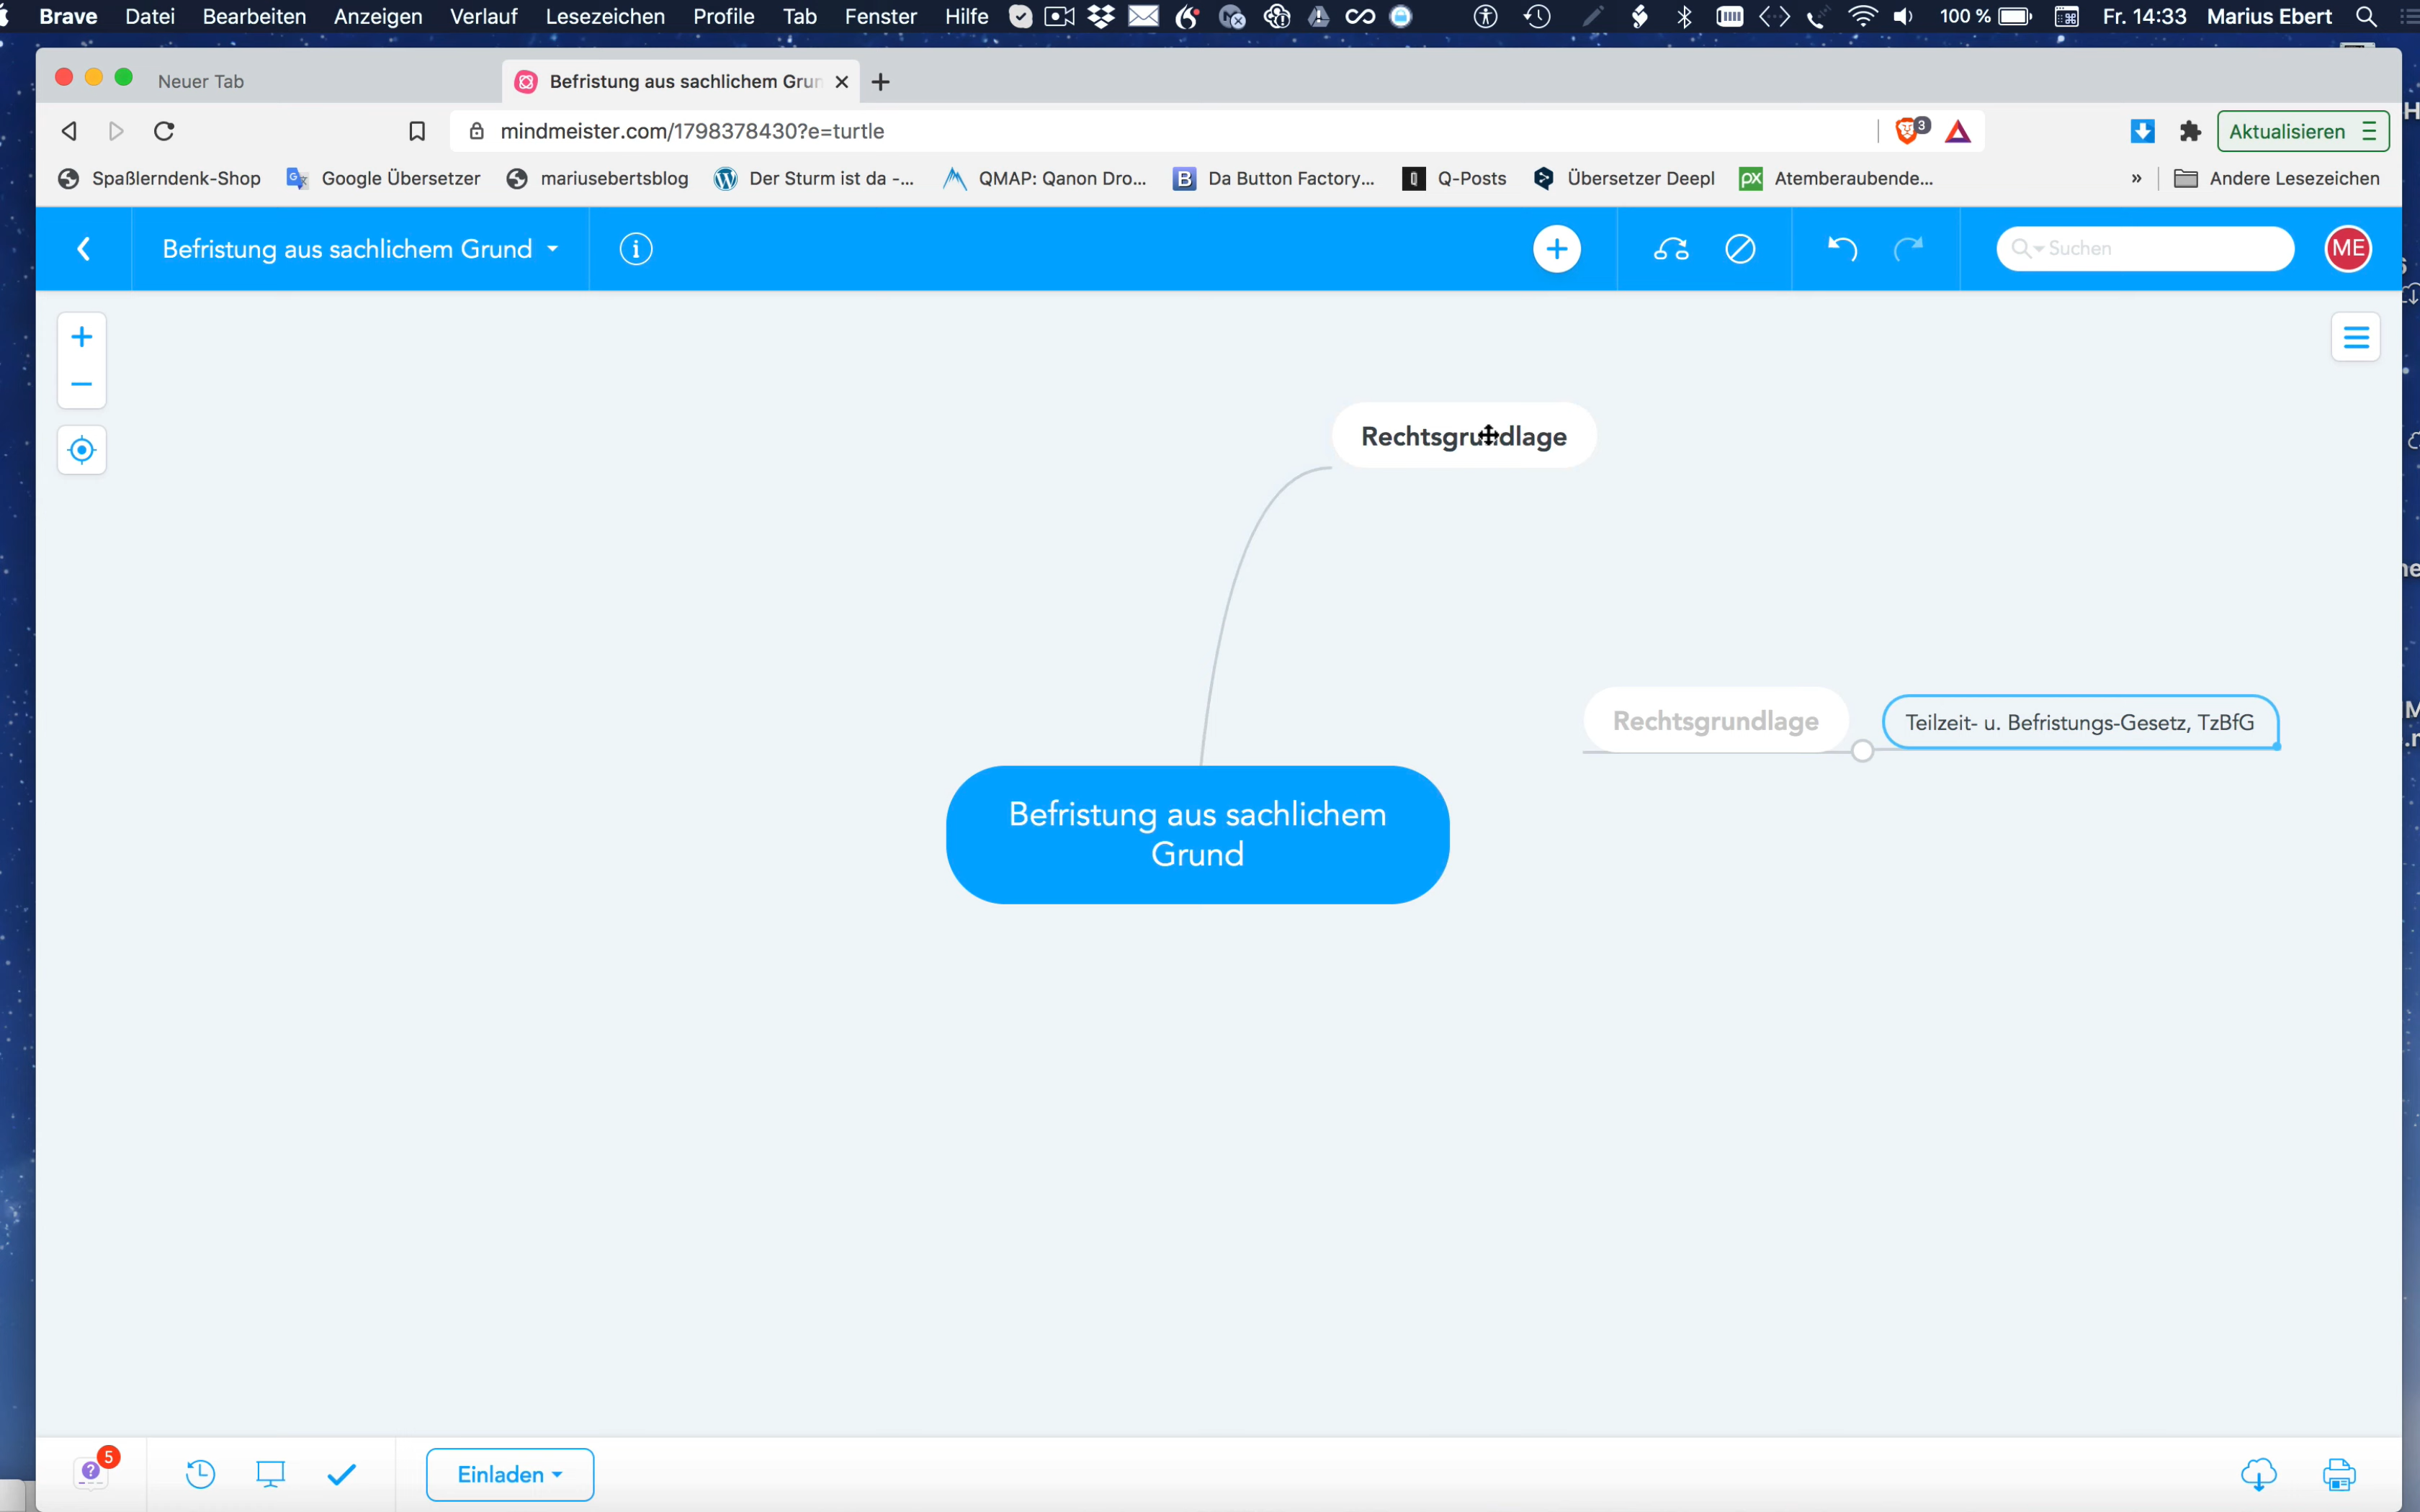 Brave Datei Bearbeiten Anzeigen Verlauf Lesezeichen Profile Tab Fenster Hilfe 100 % Fr. 14:33 Marius Ebert
Neuer Tab Befristung aus sachlichem Grun
mindmeister.com/1798378430?e=turtle 3 Aktualisieren
Spaßlerndenk-Shop Google Übersetzer mariusebertsblog Der Sturm ist da -... QMAP: Qanon Dro... B Da Button Factory... Q-Posts Übersetzer Deepl px Atemberaubende... » Andere Lesezeichen
Befristung aus sachlichem Grund Suchen ME
Rechtsgrundlage
Rechtsgrundlage Teilzeit- u. Befristungs-Gesetz, TzBfG
Befristung aus sachlichem
Grund
5
Einladen